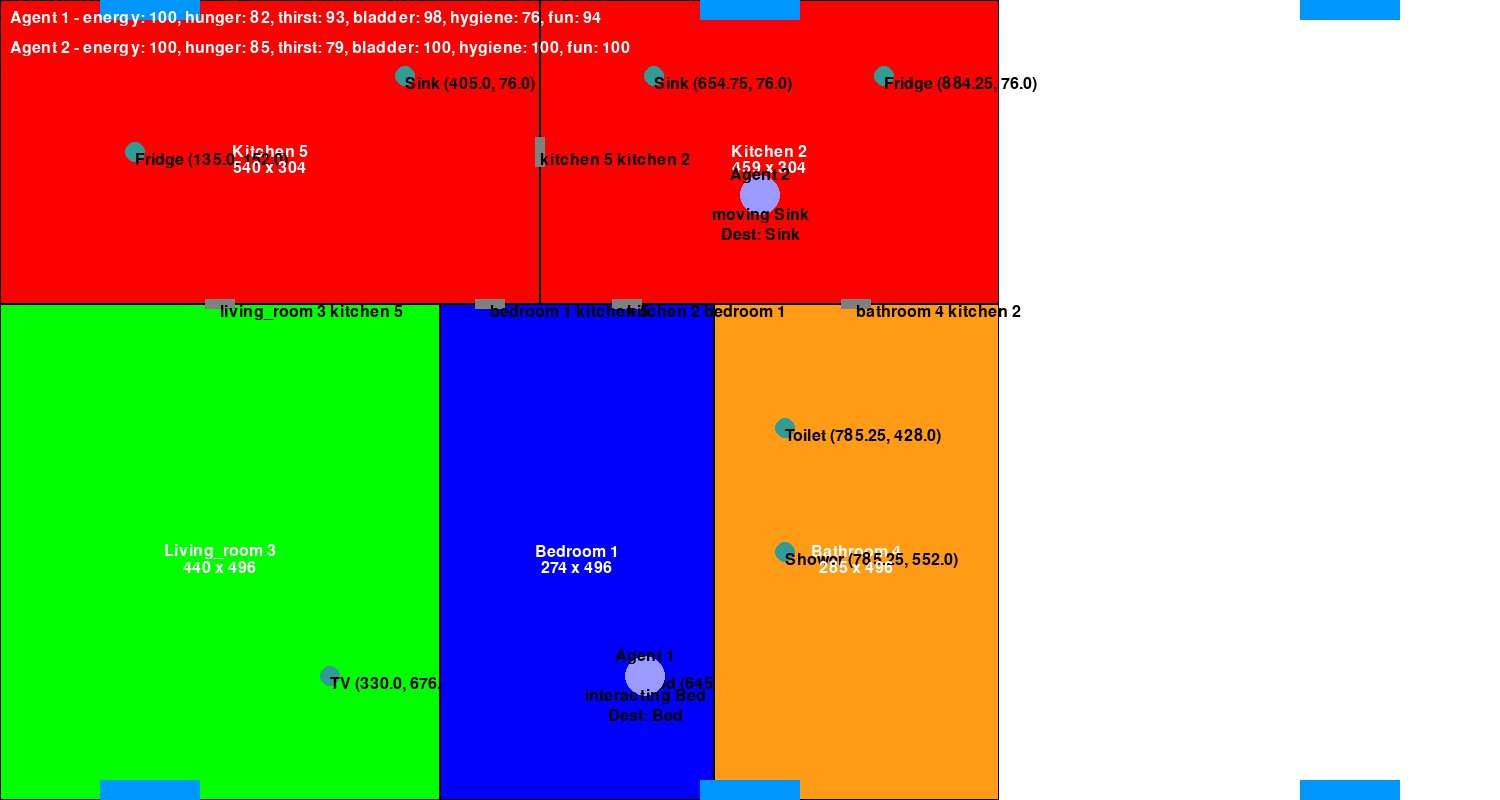 Agent 1 - energy: 100, hunger: 82, thirst: 93, bladder: 98, hygiene: 76, fun: 94
Agent 2 - energy: 100, hunger: 85, thirst: 79, bladder: 100, hygiene: 100, fun: 100
Sink (405.0, 76.0)
Sink (654.75, 76.0)
Fridge (884.25, 76.0)
Fridge (135.0, 152.0)
Kitchen 5
540 x 304
kitchen 5 kitchen 2
Kitchen 2
459 x 304
Agent 2
moving Sink
Dest: Sink
living_room 3 kitchen 5
bedroom 1 kitchen 5
kitchen 2 bedroom 1
bathroom 4 kitchen 2
Toilet (785.25, 428.0)
Living_room 3
440 x 496
Bedroom 1
274 x 496
Bathroom 4
285 x 496
Shower (785.25, 552.0)
TV (330.0, 676.
Agent 1
(645
interacting Bed
Dest: Bed